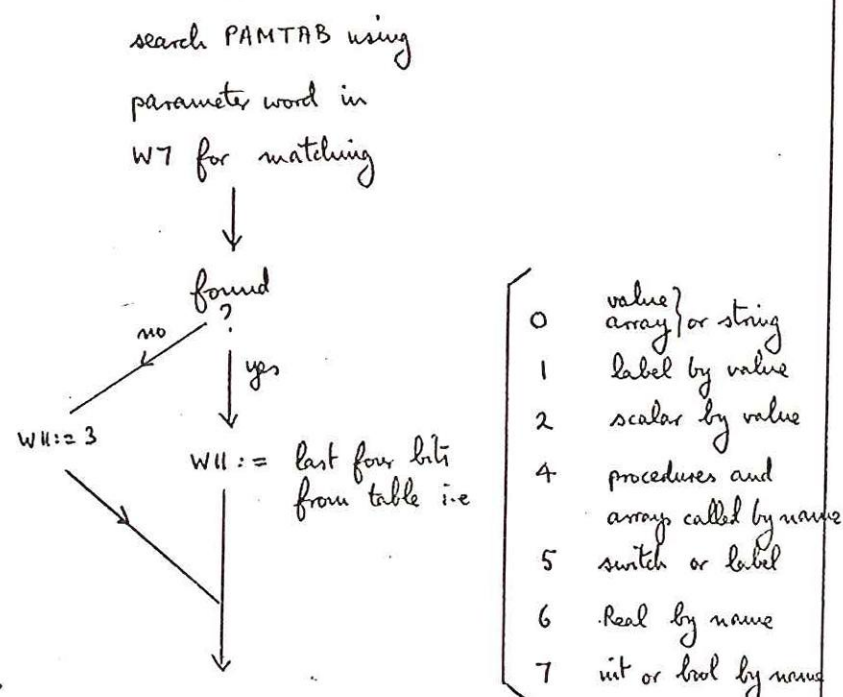 search PAMTAB using
parameter word in
W7 for matching
found
?
no
yes
W11:= 3
W11:= last four bits
from table i.e
0 value
array } or string
1 label by value
2 scalar by value
4 procedures and
arrays called by name
5 switch or label
6 Real by name
7 int or bool by name